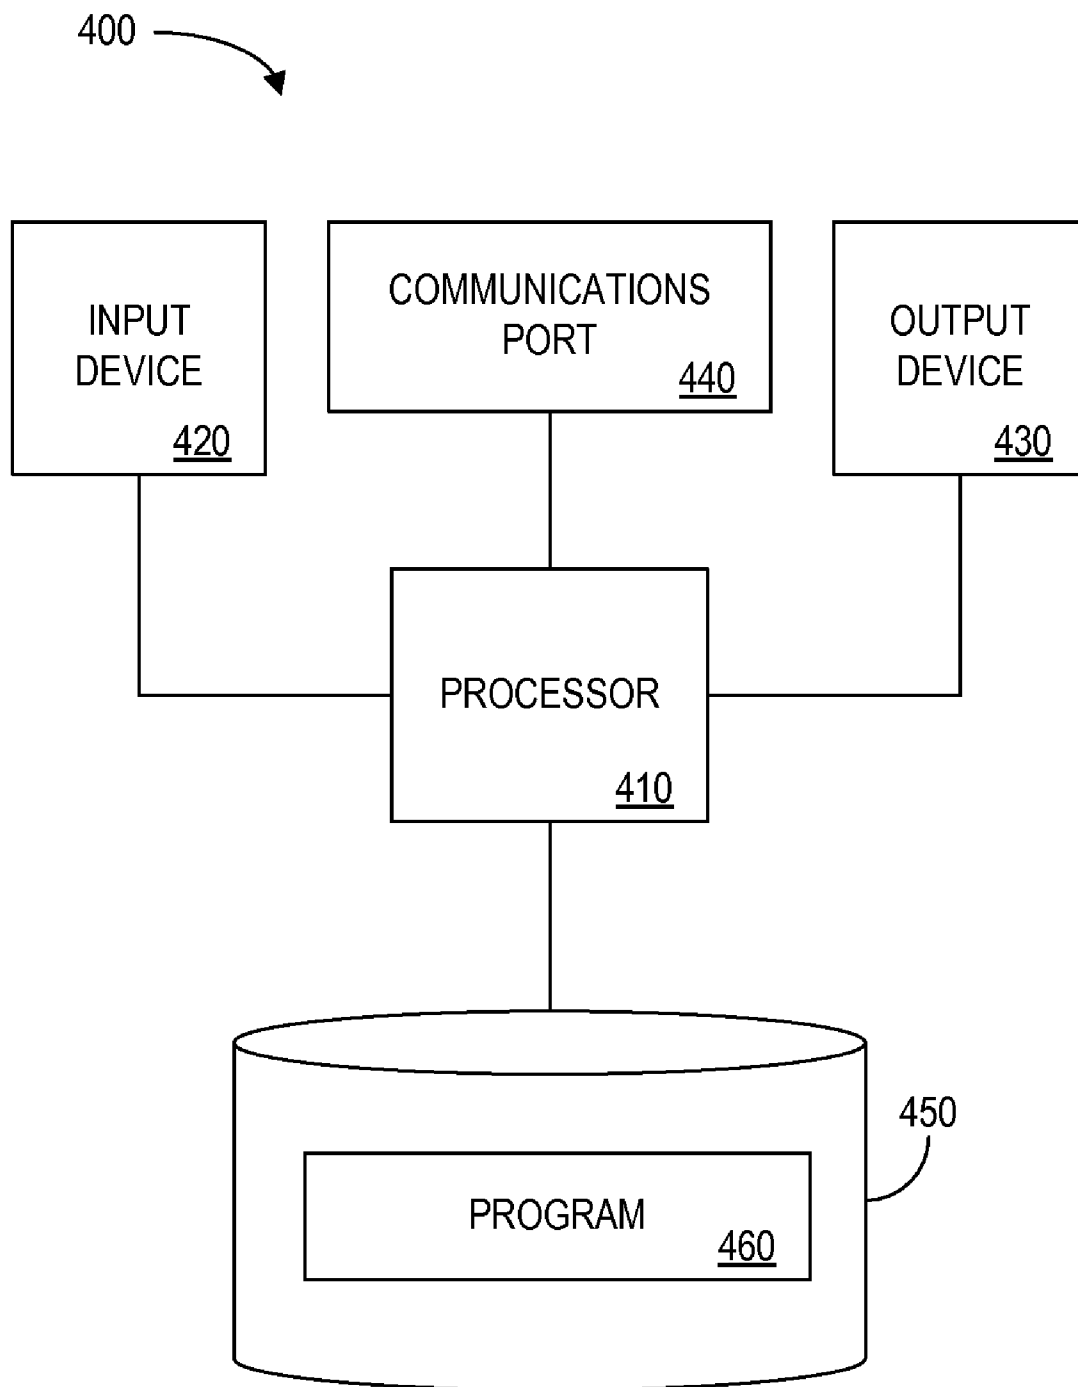 400
INPUT
DEVICE
420
COMMUNICATIONS
PORT
440
OUTPUT
DEVICE
430
PROCESSOR
410
450
PROGRAM
460